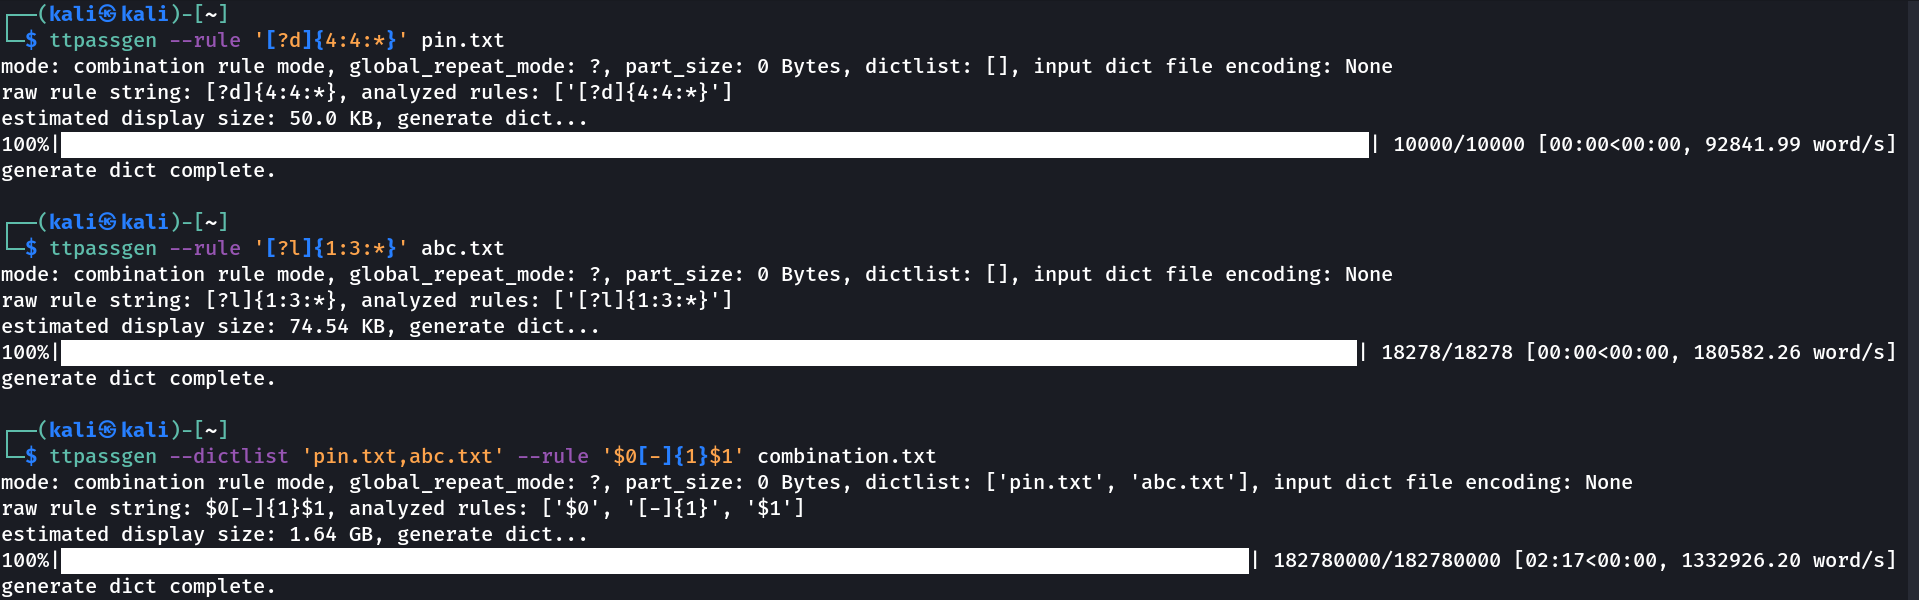 ┌──(kali㉿kali)-[~]
└─$ ttpassgen --rule '[?d]{4:4:*}' pin.txt
mode: combination rule mode, global_repeat_mode: ?, part_size: 0 Bytes, dictlist: [], input dict file encoding: None
raw rule string: [?d]{4:4:*}, analyzed rules: ['[?d]{4:4:*}']
estimated display size: 50.0 KB, generate dict...
100%| | 10000/10000 [00:00<00:00, 92841.99 word/s]
generate dict complete.
┌──(kali㉿kali)-[~]
└─$ ttpassgen --rule '[?l]{1:3:*}' abc.txt
mode: combination rule mode, global_repeat_mode: ?, part_size: 0 Bytes, dictlist: [], input dict file encoding: None
raw rule string: [?l]{1:3:*}, analyzed rules: ['[?l]{1:3:*}']
estimated display size: 74.54 KB, generate dict...
100%| | 18278/18278 [00:00<00:00, 180582.26 word/s]
generate dict complete.
┌──(kali㉿kali)-[~]
└─$ ttpassgen --dictlist 'pin.txt,abc.txt' --rule '$0[-]{1}$1' combination.txt
mode: combination rule mode, global_repeat_mode: ?, part_size: 0 Bytes, dictlist: ['pin.txt', 'abc.txt'], input dict file encoding: None
raw rule string: $0[-]{1}$1, analyzed rules: ['$0', '[-]{1}', '$1']
estimated display size: 1.64 GB, generate dict...
100%| | 182780000/182780000 [02:17<00:00, 1332926.20 word/s]
generate dict complete.